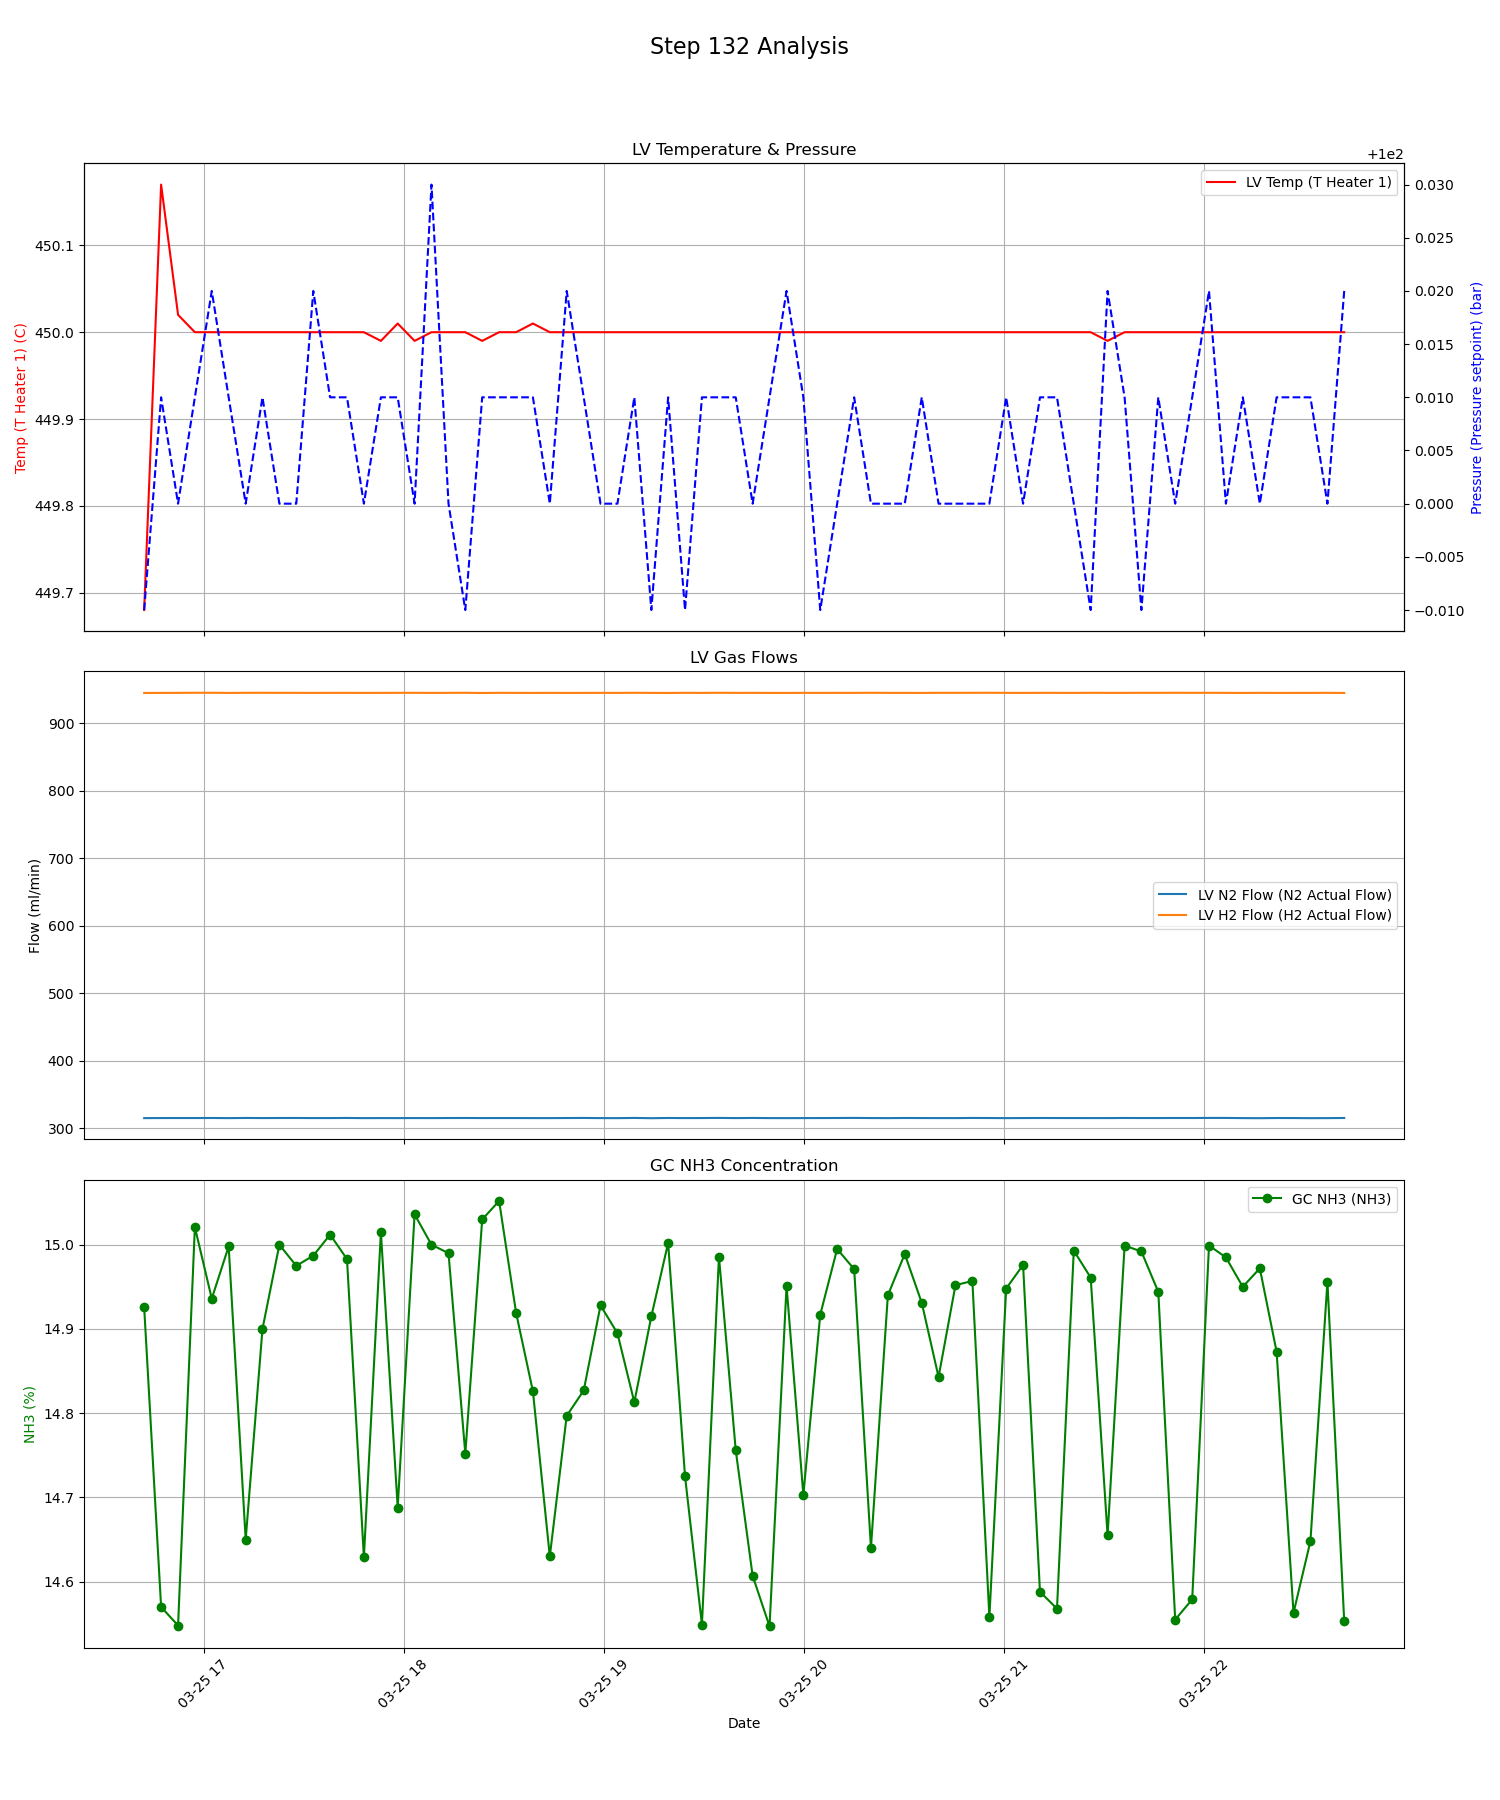 Step 132 Analysis
LV Temperature & Pressure
+1e2
LV Temp (T Heater 1)
Temp (T Heater 1) (C)
450.1
450.0
449.9
449.8
449.7
0.030
0.025
0.020
0.015
0.010
0.005
0.000
−0.005
−0.010
Pressure (Pressure setpoint) (bar)
LV Gas Flows
Flow (ml/min)
900
800
700
600
500
400
300
LV N2 Flow (N2 Actual Flow)
LV H2 Flow (H2 Actual Flow)
GC NH3 Concentration
GC NH3 (NH3)
NH3 (%)
15.0
14.9
14.8
14.7
14.6
03-25 17
03-25 18
03-25 19
03-25 20
03-25 21
03-25 22
Date